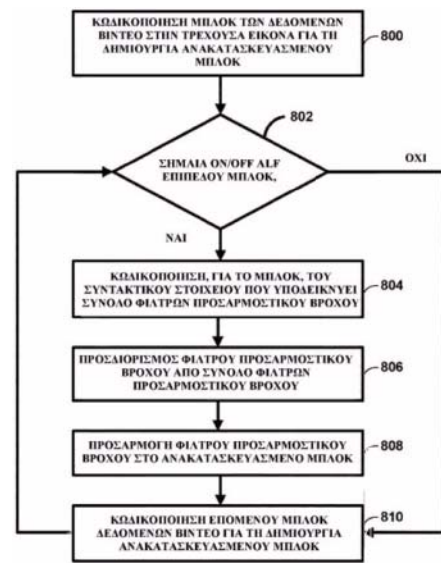 ΚΩΔΙΚΟΠΟΙΗΣΗ ΜΠΛΟΚ ΤΩΝ ΔΕΔΟΜΕΝΩΝ
ΒΙΝΤΕΟ ΣΤΗΝ ΤΡΕΧΟΥΣΑ ΕΙΚΟΝΑ ΓΙΑ ΤΗ
ΔΗΜΙΟΥΡΓΙΑ ΑΝΑΚΑΤΑΣΚΕΥΑΣΜΕΝΟΥ
ΜΠΛΟΚ
800
802
ΣΗΜΑΙΑ ON/OFF ALF
ΕΠΙΠΕΔΟΥ ΜΠΛΟΚ,
ΟΧΙ
ΝΑΙ
ΚΩΔΙΚΟΠΟΙΗΣΗ, ΓΙΑ ΤΟ ΜΠΛΟΚ, ΤΟΥ
ΣΥΝΤΑΚΤΙΚΟΥ ΣΤΟΙΧΕΙΟΥ ΠΟΥ ΥΠΟΔΕΙΚΝΥΕΙ
ΣΥΝΟΛΟ ΦΙΛΤΡΩΝ ΠΡΟΣΑΡΜΟΣΤΙΚΟΥ ΒΡΟΧΟΥ
804
ΠΡΟΣΔΙΟΡΙΣΜΟΣ ΦΙΛΤΡΟΥ ΠΡΟΣΑΡΜΟΣΤΙΚΟΥ
ΒΡΟΧΟΥ ΑΠΟ ΣΥΝΟΛΟ ΦΙΛΤΡΩΝ
ΠΡΟΣΑΡΜΟΣΤΙΚΟΥ ΒΡΟΧΟΥ
806
ΠΡΟΣΑΡΜΟΓΗ ΦΙΛΤΡΟΥ ΠΡΟΣΑΡΜΟΣΤΙΚΟΥ
ΒΡΟΧΟΥ ΣΤΟ ΑΝΑΚΑΤΑΣΚΕΥΑΣΜΕΝΟ ΜΠΛΟΚ
808
ΚΩΔΙΚΟΠΟΙΗΣΗ ΕΠΟΜΕΝΟΥ ΜΠΛΟΚ
ΔΕΔΟΜΕΝΩΝ ΒΙΝΤΕΟ ΓΙΑ ΤΗ ΔΗΜΙΟΥΡΓΙΑ
ΑΝΑΚΑΤΑΣΚΕΥΑΣΜΕΝΟΥ ΜΠΛΟΚ
810